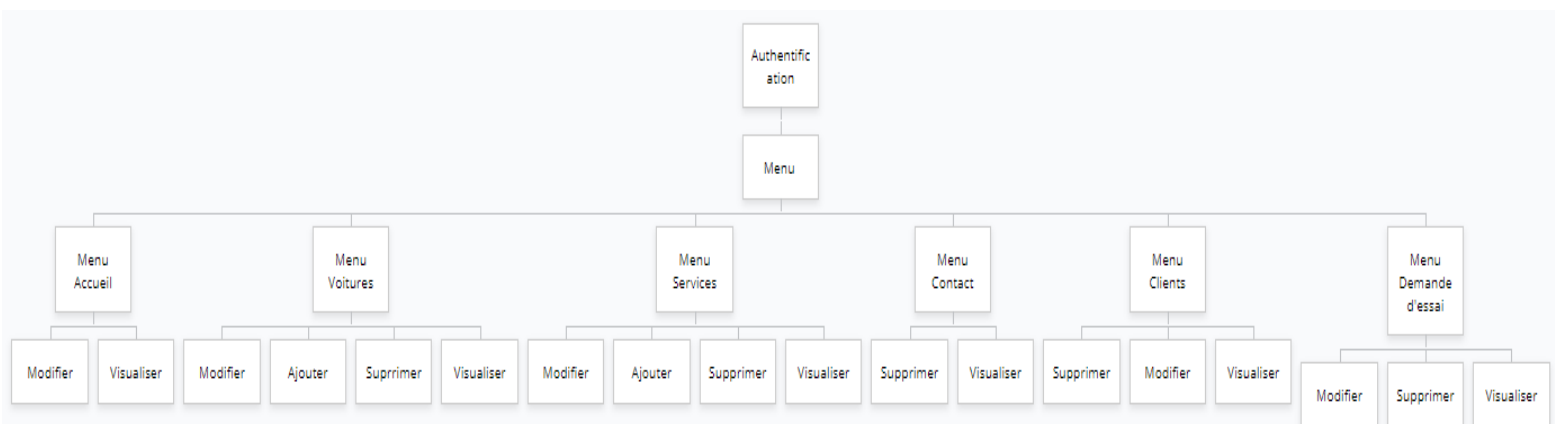 Authentific
ation
Menu
Menu
Accueil
Menu
Voitures
Menu
Services
Menu
Contact
Menu
Clients
Menu
Demande
d'essai
Modifier
Visualiser
Modifier
Ajouter
Suprrimer
Visualiser
Modifier
Ajouter
Supprimer
Visualiser
Supprimer
Visualiser
Supprimer
Modifier
Visualiser
Modifier
Supprimer
Visualiser